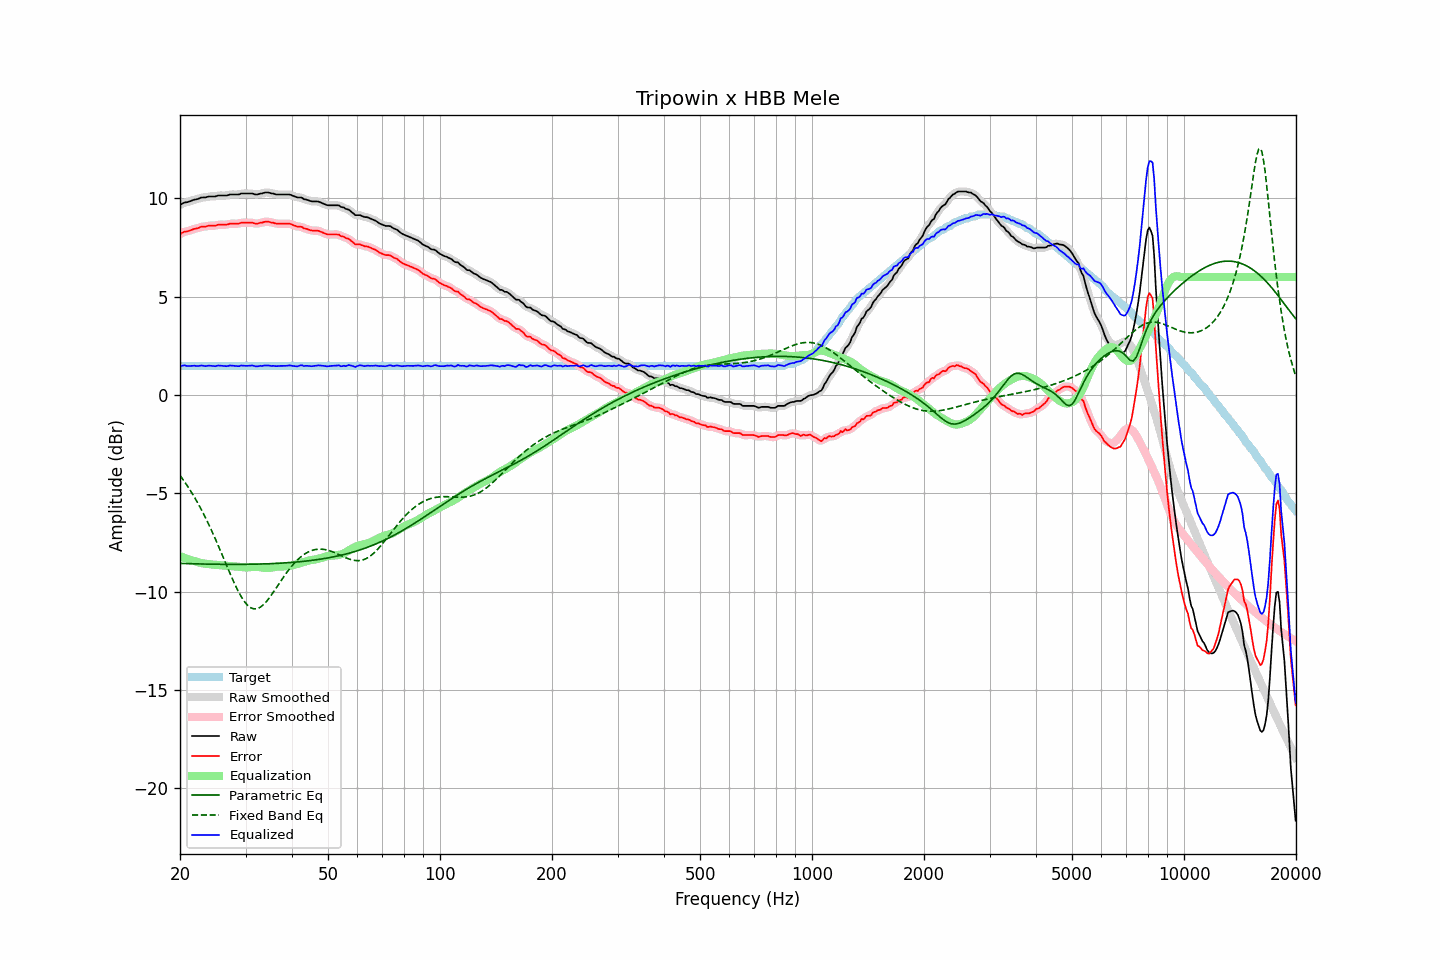 Tripowin x HBB Mele
Amplitude (dBr)
10
5
0
−5
−10
−15
−20
Target
Raw Smoothed
Error Smoothed
Raw
Error
Equalization
Parametric Eq
Fixed Band Eq
Equalized
20 50 100 200 500 1000 2000 5000 10000 20000
Frequency (Hz)